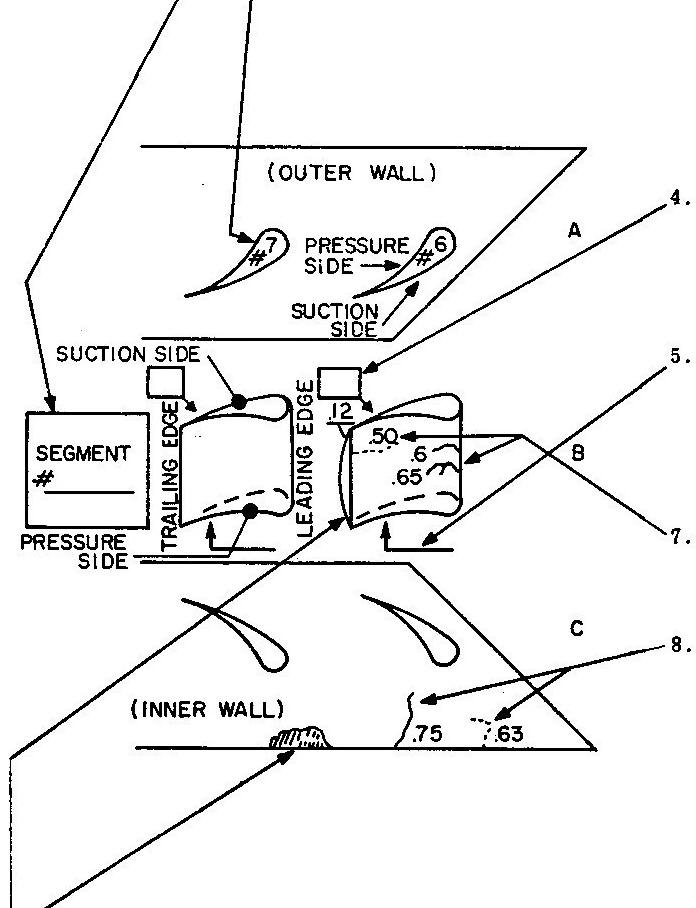 (OUTER WALL)
4.
A
#7
PRESSURE
SIDE
#6
SUCTION
SIDE
SUCTION SIDE
5.
TRAILING EDGE
LEADING EDGE
.12
.50
.6
.65
B
SEGMENT
#
7.
PRESSURE
SIDE
C
8.
(INNER WALL)
.75
.63